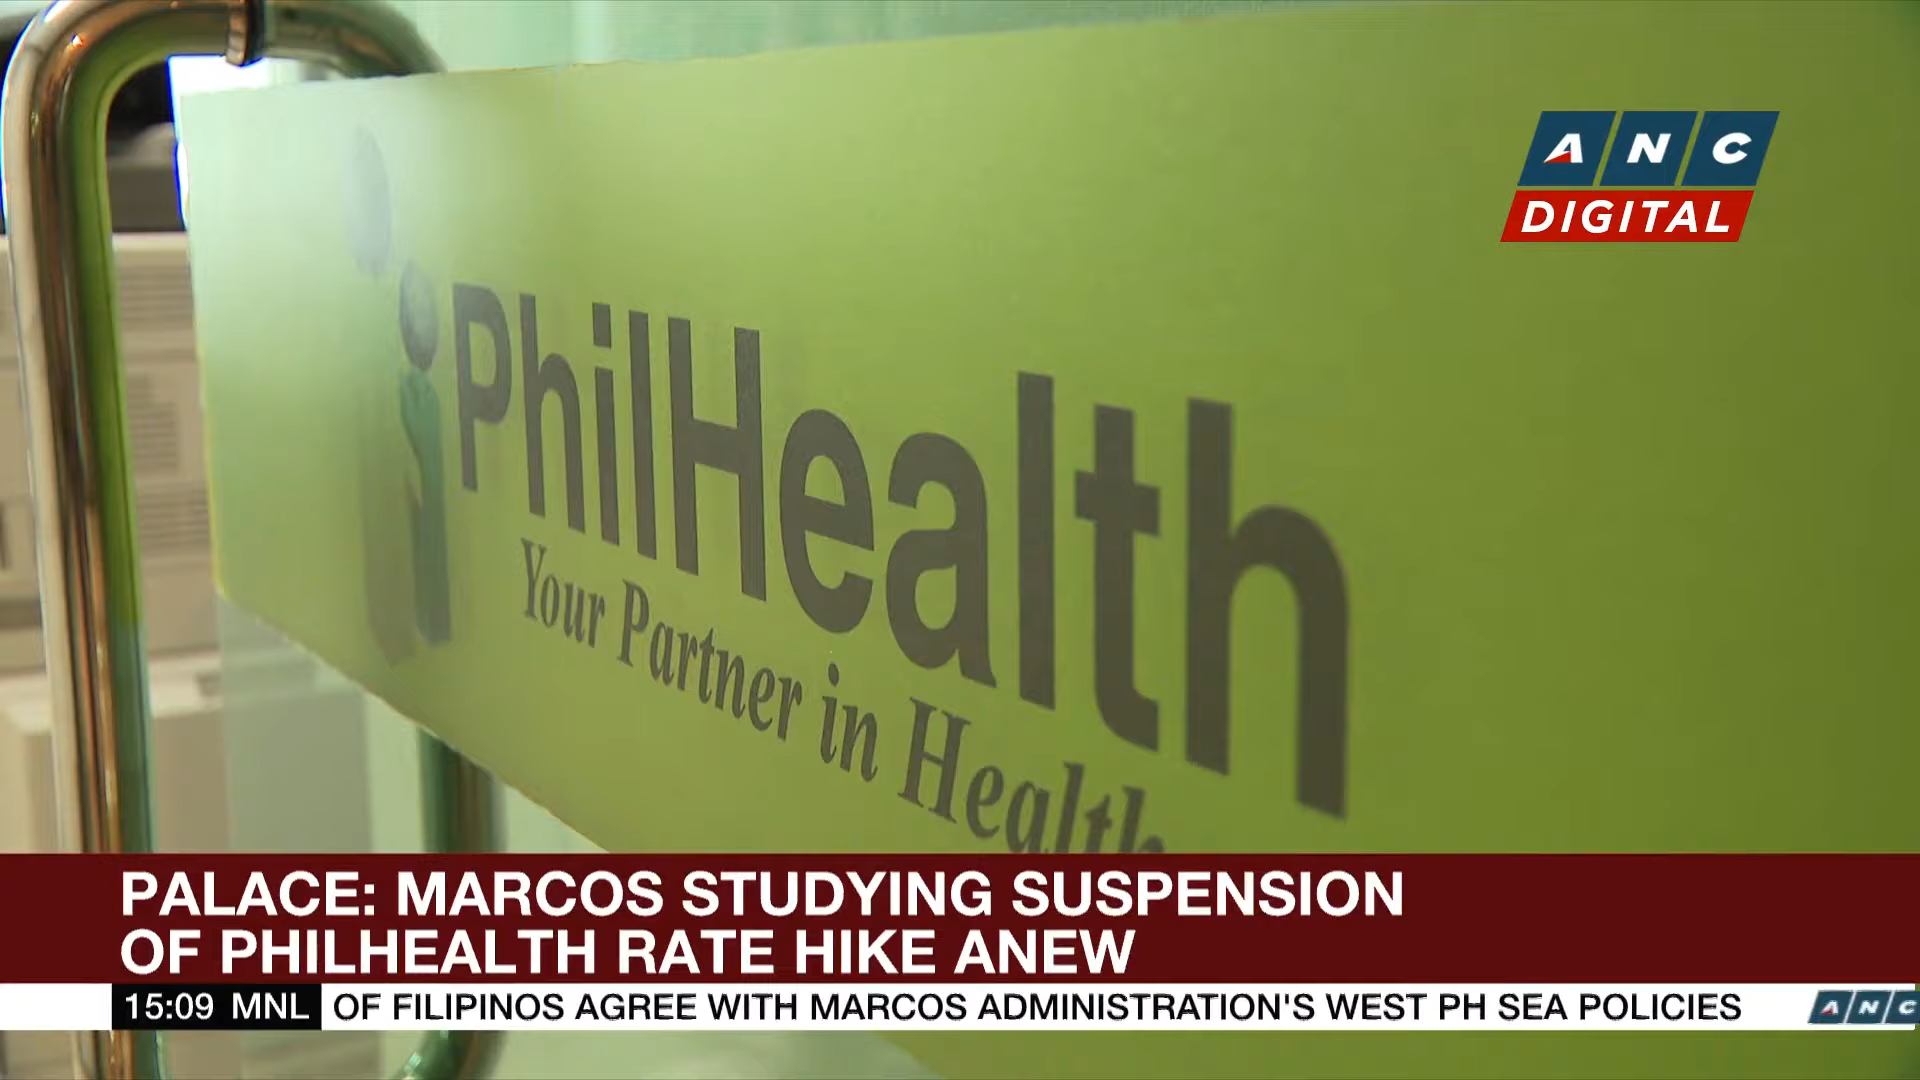 ANC
DIGITAL
PhilHealth
Your Partner in Health
PALACE: MARCOS STUDYING SUSPENSION
OF PHILHEALTH RATE HIKE ANEW
15:09 MNL OF FILIPINOS AGREE WITH MARCOS ADMINISTRATION'S WEST PH SEA POLICIES ANC